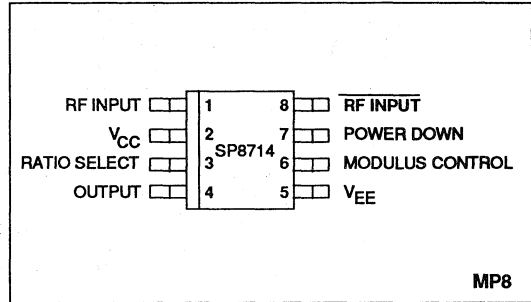 RF INPUT 1 8 RF INPUT
VCC 2 7 POWER DOWN
SP8714
RATIO SELECT 3 6 MODULUS CONTROL
OUTPUT 4 5 VEE
MP8